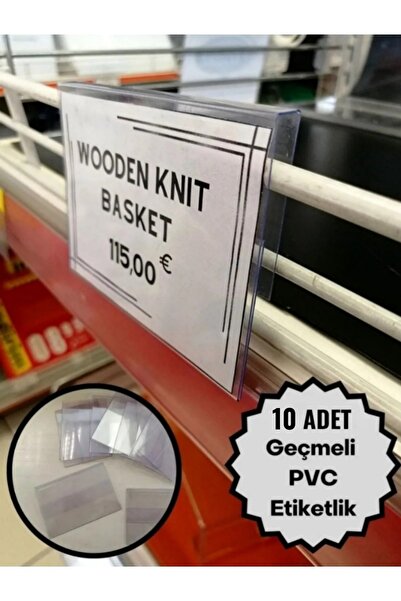 WOODEN KNIT
BASKET
115,00 €
10 ADET
Geçmeli
PVC
Etiketlik